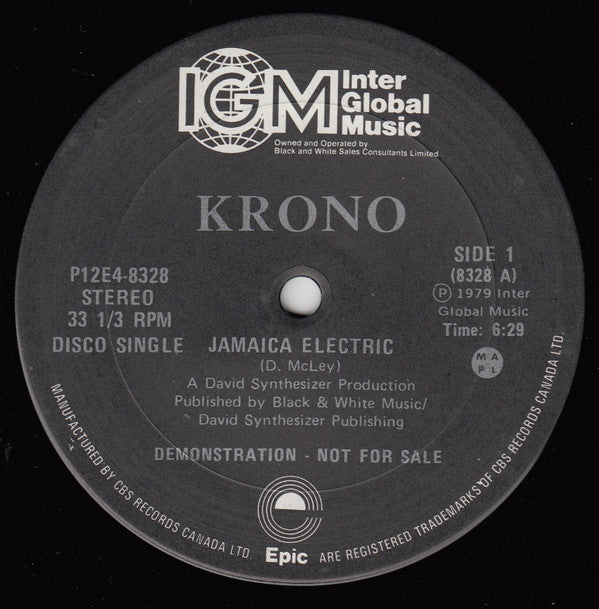 IGM Inter
Global
Music
Owned and Operated by
Black and White Sales Consultants Limited
KRONO
P12E4-8328
STEREO
33 1/3 RPM
DISCO SINGLE
SIDE 1
(8328 A)
Ⓟ 1979 Inter
Global Music
Time: 6:29
MAPL
JAMAICA ELECTRIC
(D. McLey)
A David Synthesizer Production
Published by Black & White Music/
David Synthesizer Publishing
DEMONSTRATION - NOT FOR SALE
Epic
MANUFACTURED BY CBS RECORDS CANADA LTD. ARE REGISTERED TRADEMARKS OF CBS RECORDS CANADA LTD.